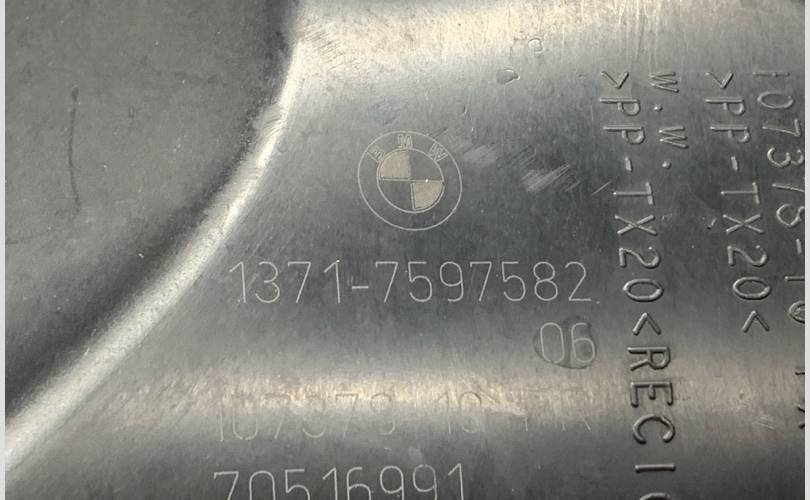 BMW
1371-7597582
06
70516991
W.W.
>PP-TX20<REC
>PP-TX20<